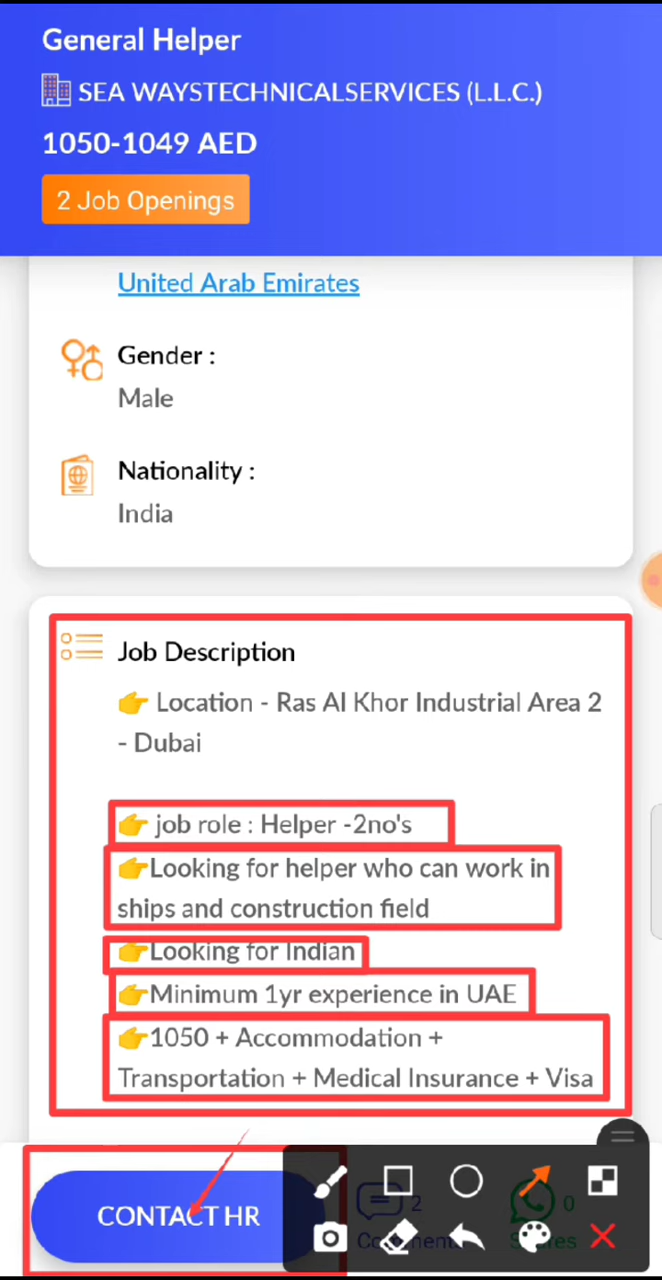 General Helper
SEA WAYSTECHNICALSERVICES (L.L.C.)
1050-1049 AED
2 Job Openings
United Arab Emirates
Gender :
Male
Nationality :
India
Job Description
👉 Location - Ras Al Khor Industrial Area 2
- Dubai
👉 job role : Helper -2no's
👉Looking for helper who can work in
ships and construction field
👉Looking for Indian
👉Minimum 1yr experience in UAE
👉1050 + Accommodation +
Transportation + Medical Insurance + Visa
CONTACT HR
2
0